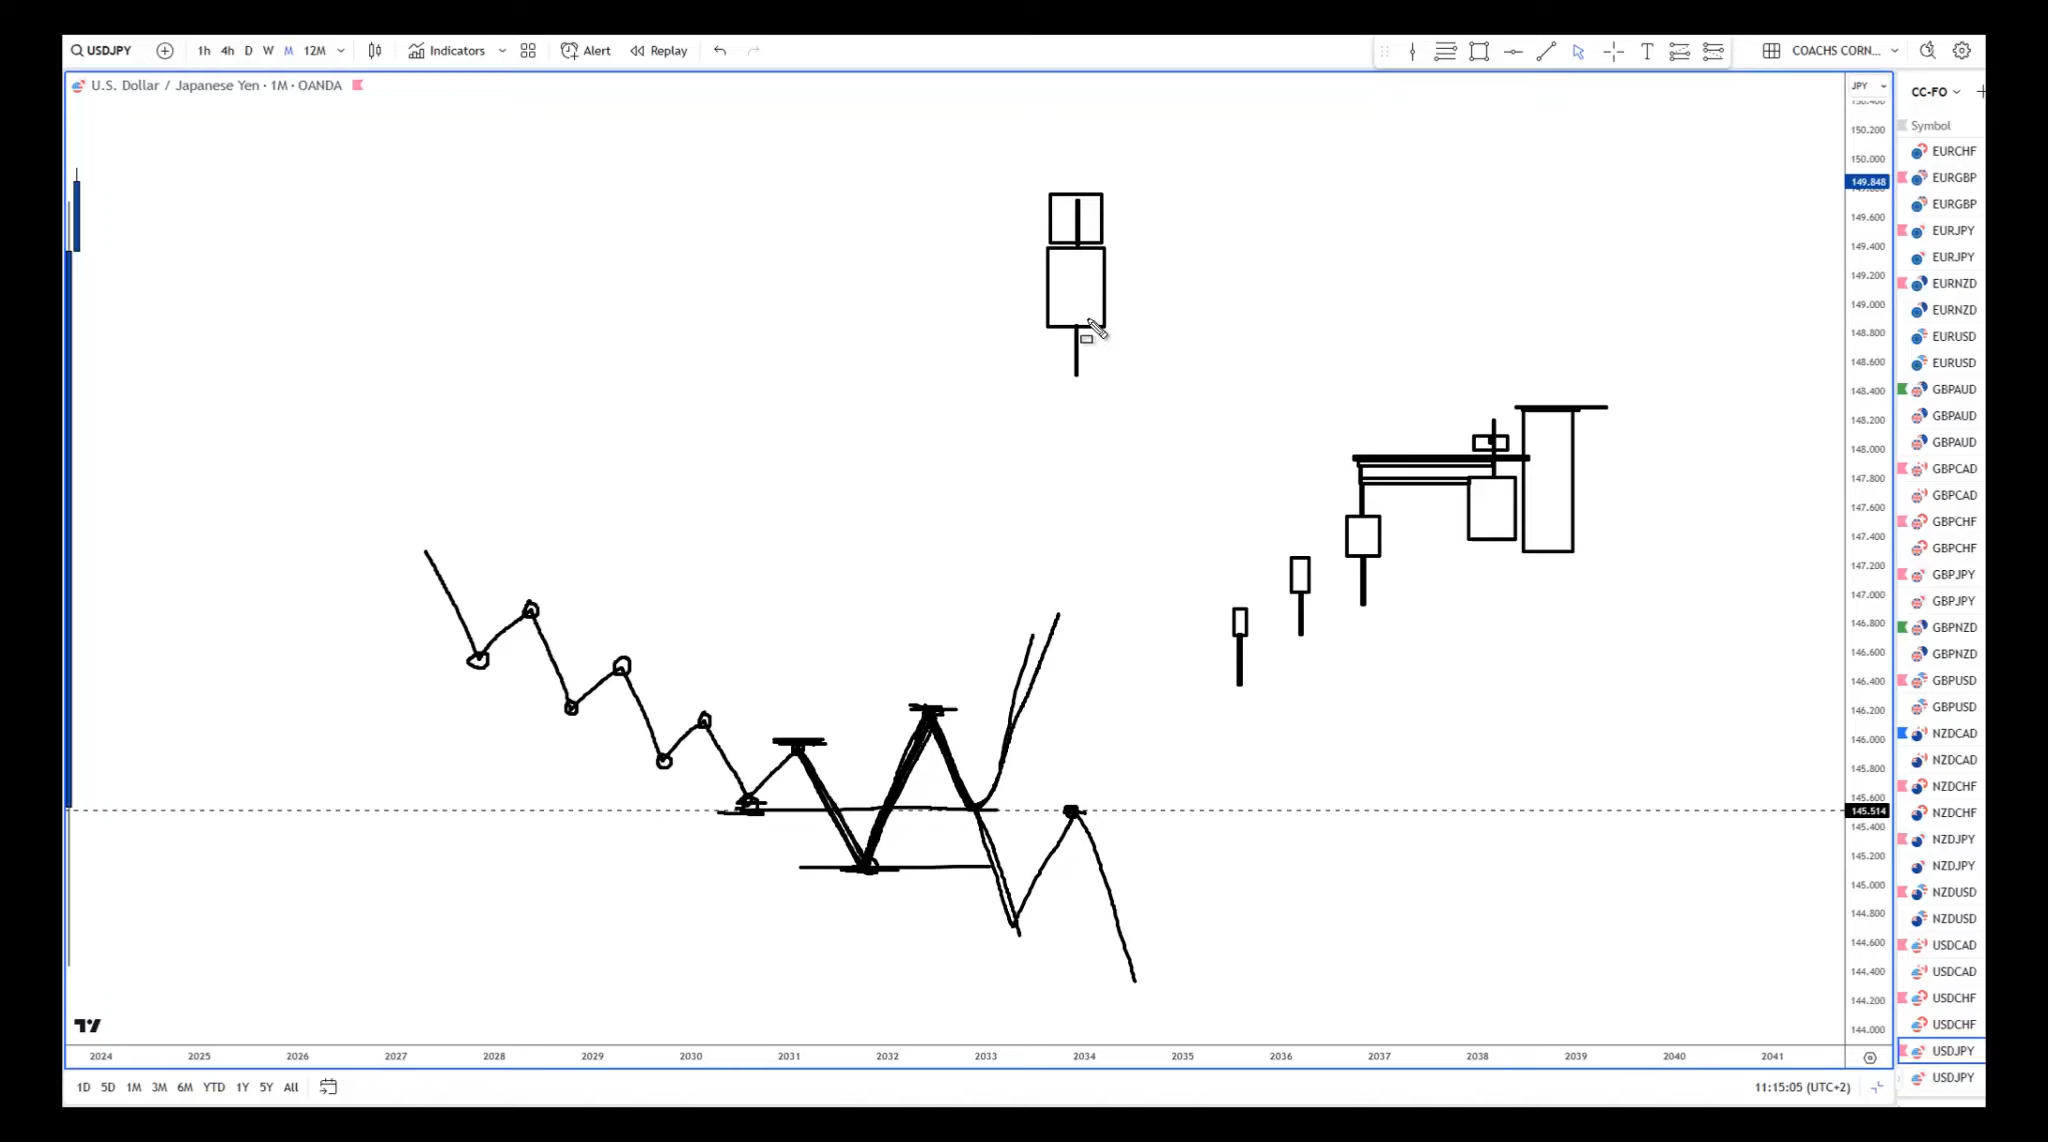 USDJPY 1h 4h D W M 12M Indicators Alert Replay T COACHS CORN...
U.S. Dollar / Japanese Yen · 1M · OANDA
JPY
150.400
150.200
150.000
149.848
149.600
149.400
149.200
149.000
148.800
148.600
148.400
148.200
148.000
147.800
147.600
147.400
147.200
147.000
146.800
146.600
146.400
146.200
146.000
145.800
145.600
145.514
145.400
145.200
145.000
144.800
144.600
144.400
144.200
144.000
CC-FO
Symbol
EURCHF
EURGBP
EURGBP
EURJPY
EURJPY
EURNZD
EURNZD
EURUSD
EURUSD
GBPAUD
GBPAUD
GBPAUD
GBPCAD
GBPCAD
GBPCHF
GBPCHF
GBPJPY
GBPJPY
GBPNZD
GBPNZD
GBPUSD
GBPUSD
NZDCAD
NZDCAD
NZDCHF
NZDCHF
NZDJPY
NZDJPY
NZDUSD
NZDUSD
USDCAD
USDCAD
USDCHF
USDCHF
USDJPY
USDJPY
2024 2025 2026 2027 2028 2029 2030 2031 2032 2033 2034 2035 2036 2037 2038 2039 2040 2041
1D 5D 1M 3M 6M YTD 1Y 5Y All 11:15:05 (UTC+2)